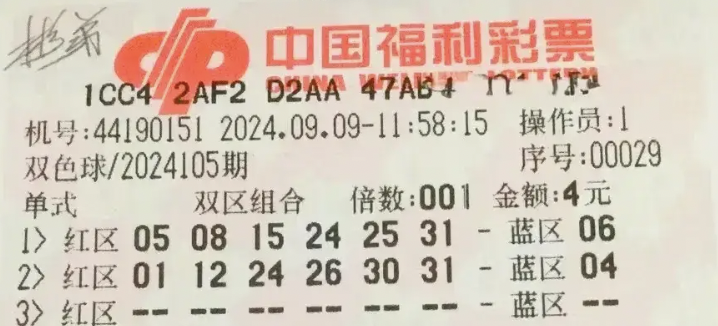 中国福利彩票
CHINA WELFARE LOTTERY
1CC4 2AF2 D2AA
机号:44190151 2024.09.09-11:58:15 操作员:1
双色球/2024105期 序号:00029
单式 双区组合 倍数:001 金额:4元
1> 红区 05 08 15 24 25 31 - 蓝区 06
2> 红区 01 12 24 26 30 31 - 蓝区 04
3> 红区 -- -- -- -- -- -- - 蓝区 --